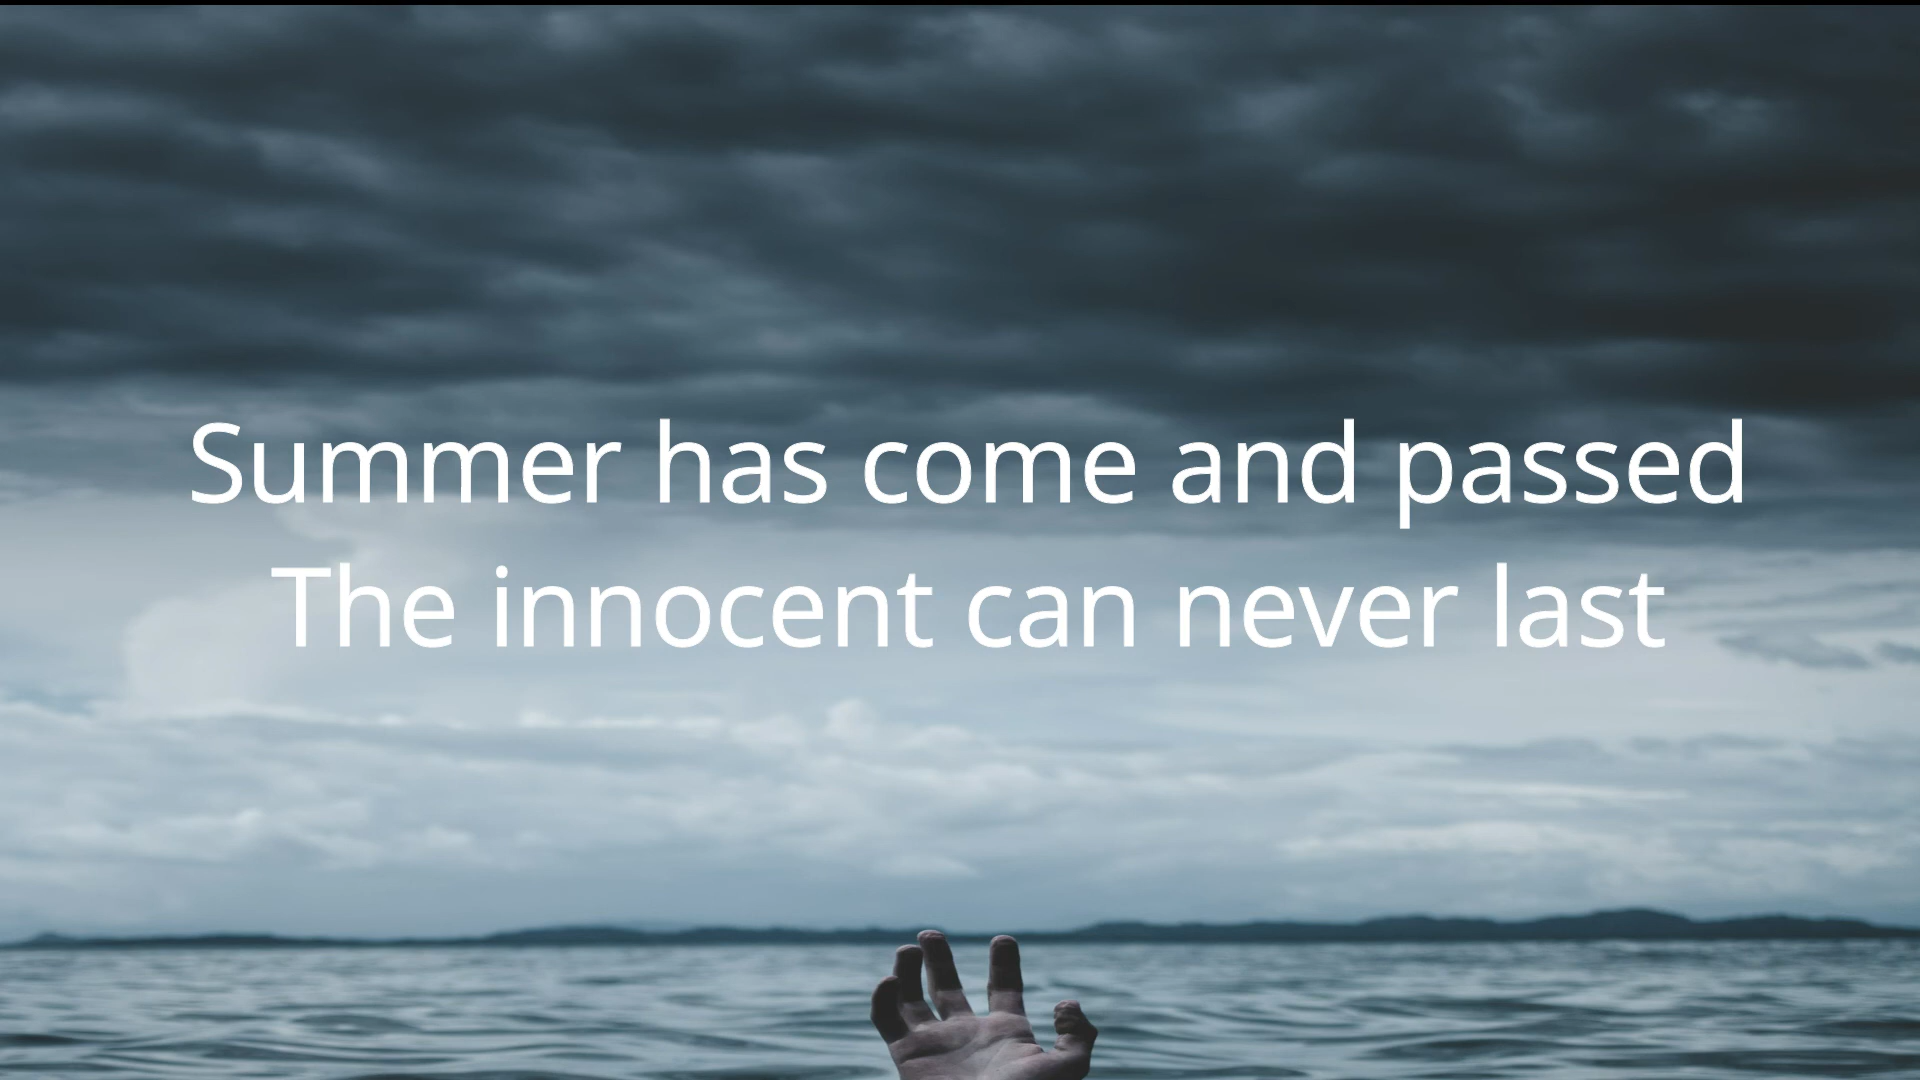 Summer has come and passed
The innocent can never last